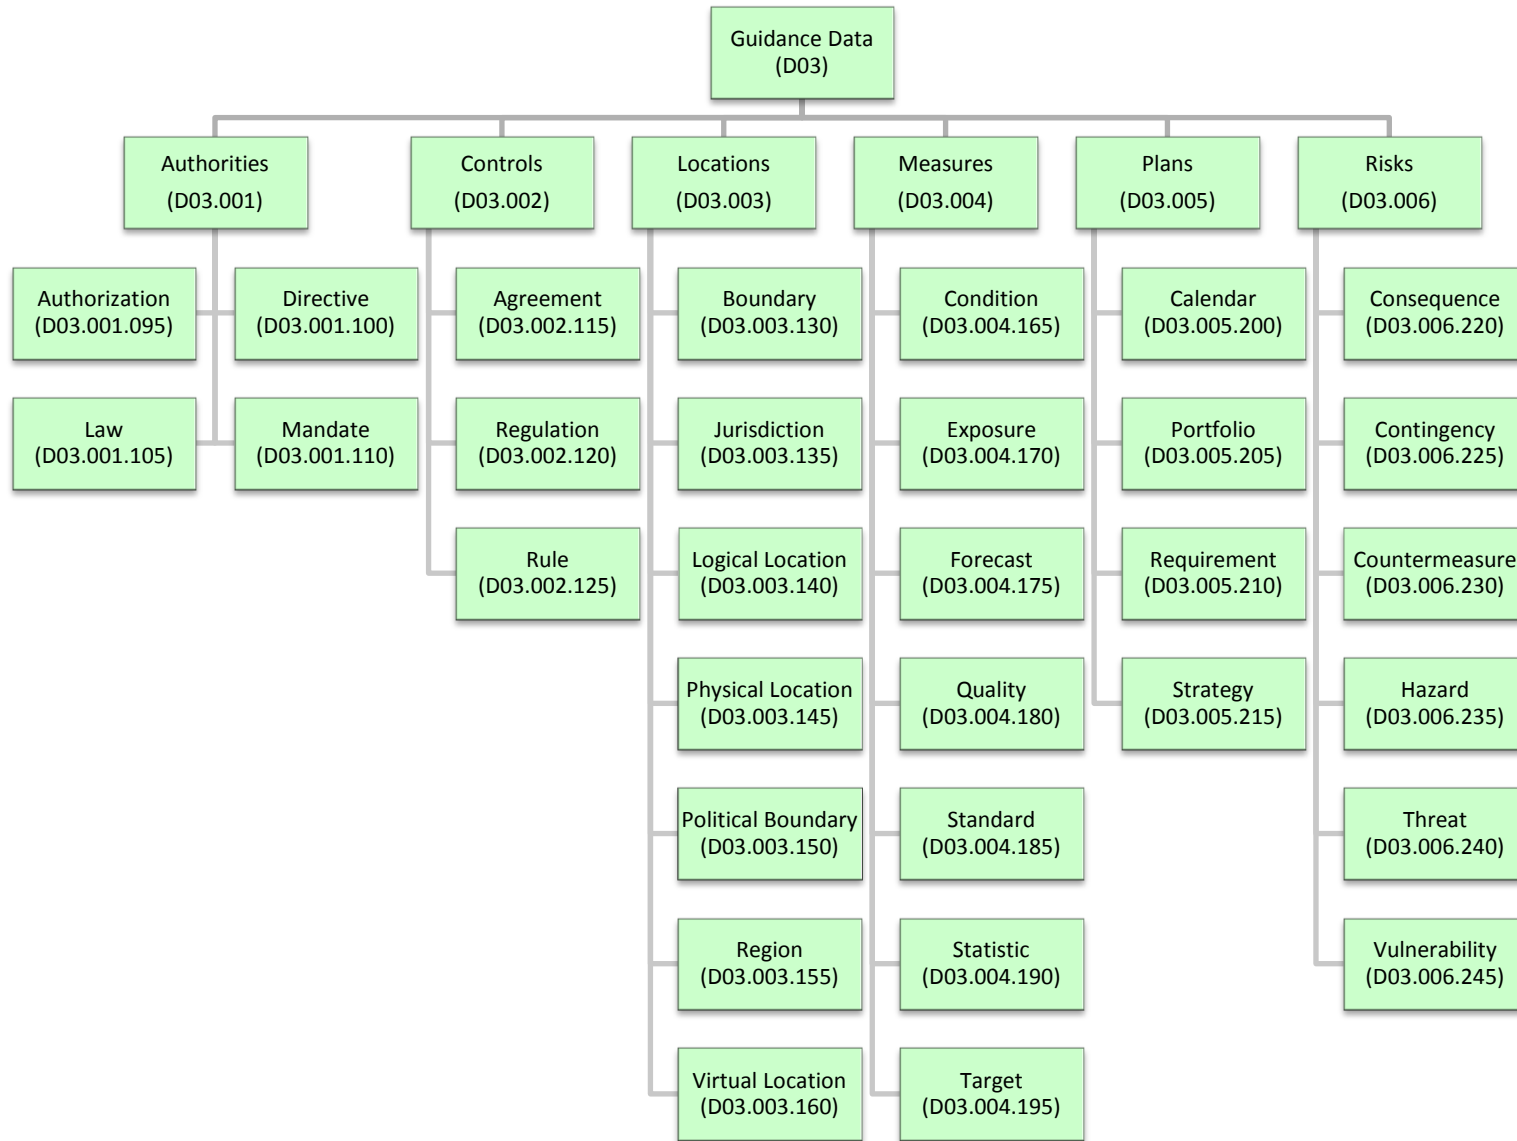 Guidance Data
(D03)
Authorities
(D03.001)
Controls
(D03.002)
Locations
(D03.003)
Measures
(D03.004)
Plans
(D03.005)
Risks
(D03.006)
Authorization
(D03.001.095)
Directive
(D03.001.100)
Law
(D03.001.105)
Mandate
(D03.001.110)
Agreement
(D03.002.115)
Regulation
(D03.002.120)
Rule
(D03.002.125)
Boundary
(D03.003.130)
Jurisdiction
(D03.003.135)
Logical Location
(D03.003.140)
Physical Location
(D03.003.145)
Political Boundary
(D03.003.150)
Region
(D03.003.155)
Virtual Location
(D03.003.160)
Condition
(D03.004.165)
Exposure
(D03.004.170)
Forecast
(D03.004.175)
Quality
(D03.004.180)
Standard
(D03.004.185)
Statistic
(D03.004.190)
Target
(D03.004.195)
Calendar
(D03.005.200)
Portfolio
(D03.005.205)
Requirement
(D03.005.210)
Strategy
(D03.005.215)
Consequence
(D03.006.220)
Contingency
(D03.006.225)
Countermeasure
(D03.006.230)
Hazard
(D03.006.235)
Threat
(D03.006.240)
Vulnerability
(D03.006.245)